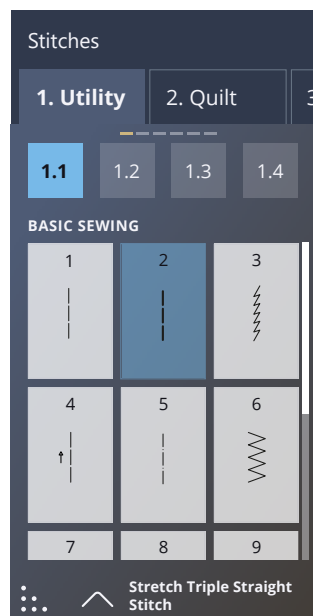 Stitches
1. Utility 2. Quilt 3
1.1 1.2 1.3 1.4
BASIC SEWING
1 2 3
4 5 6
7 8 9
Stretch Triple Straight
Stitch